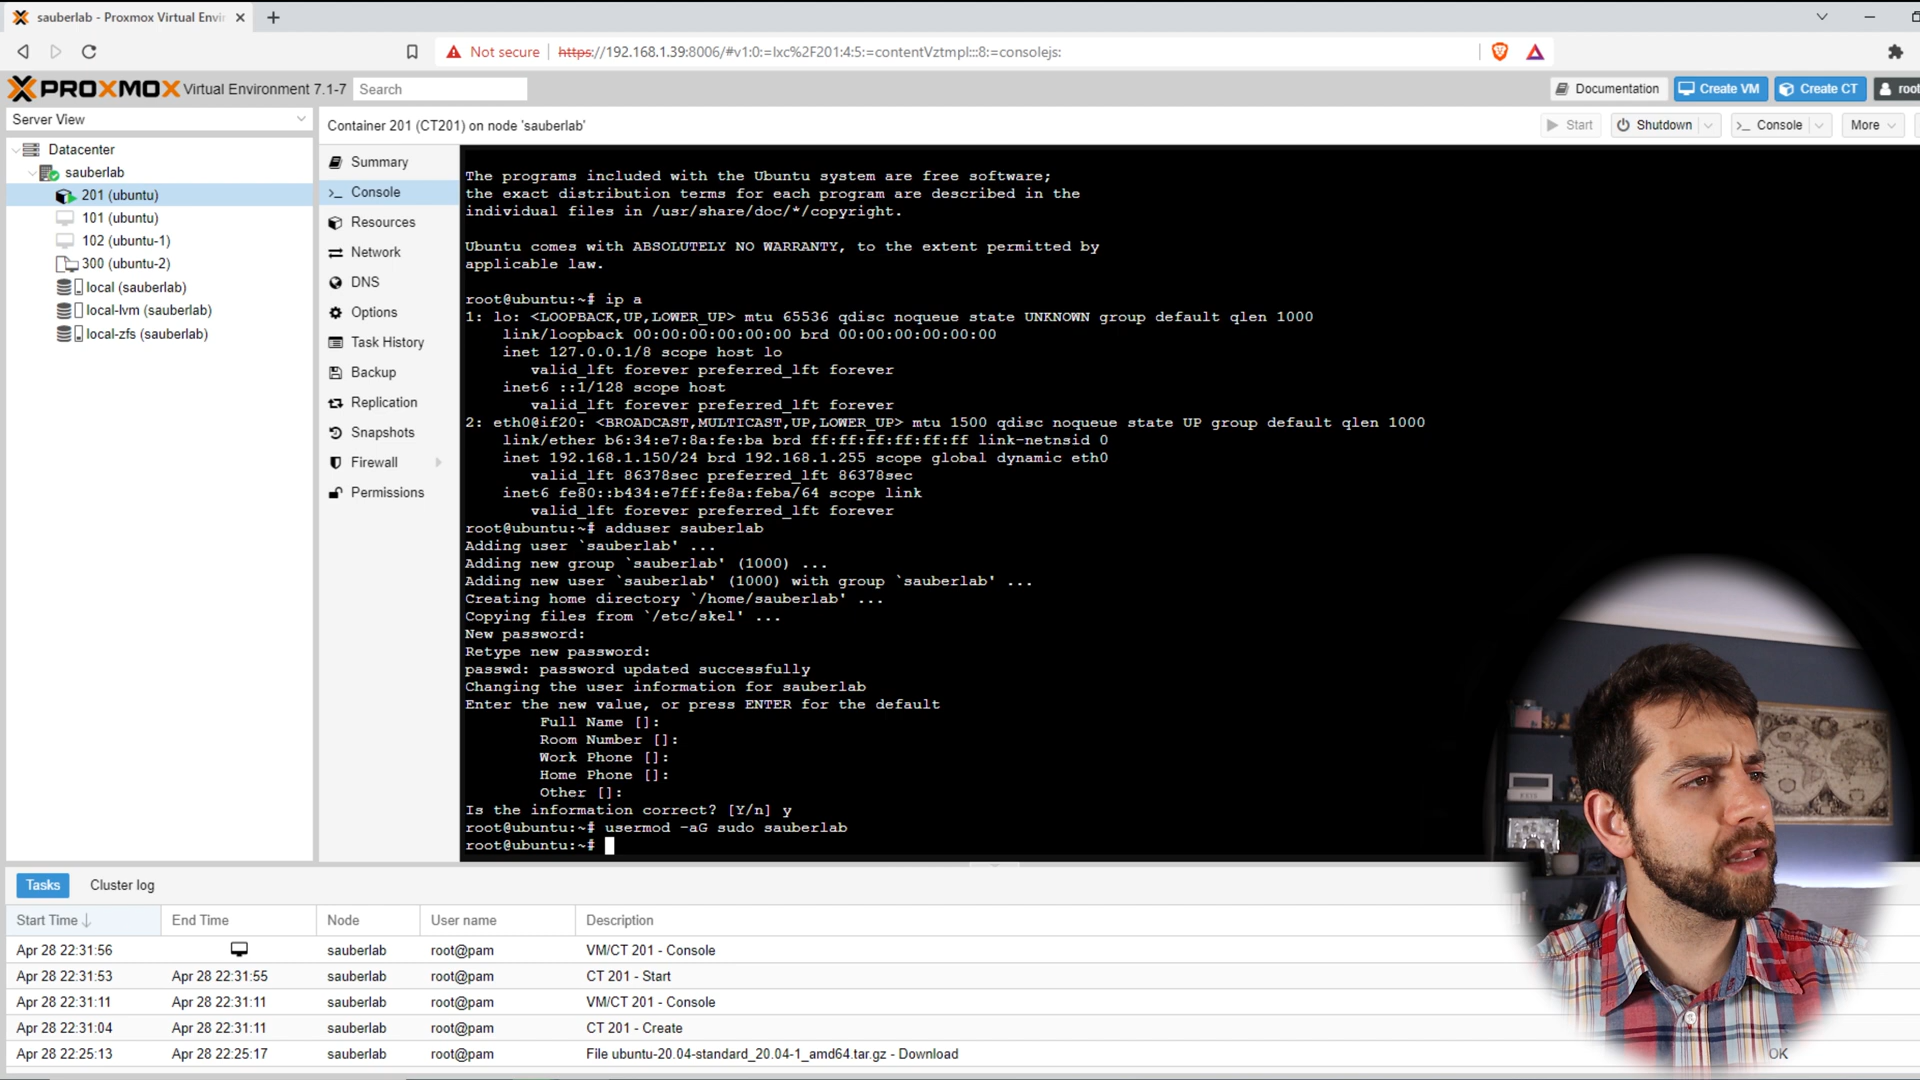 sauberlab - Proxmox Virtual Envir
Not secure
https://192.168.1.39:8006/#v1:0:=lxc%2F201:4:5:=contentVztmpl:::8:=consolejs:
PROXMOX Virtual Environment 7.1-7
Search
Documentation
Create VM
Create CT
root
Server View
Container 201 (CT201) on node 'sauberlab'
Start
Shutdown
Console
More
Datacenter
sauberlab
201 (ubuntu)
101 (ubuntu)
102 (ubuntu-1)
300 (ubuntu-2)
local (sauberlab)
local-lvm (sauberlab)
local-zfs (sauberlab)
Summary
Console
Resources
Network
DNS
Options
Task History
Backup
Replication
Snapshots
Firewall
Permissions
The programs included with the Ubuntu system are free software;
the exact distribution terms for each program are described in the
individual files in /usr/share/doc/*/copyright.
Ubuntu comes with ABSOLUTELY NO WARRANTY, to the extent permitted by
applicable law.
root@ubuntu:~# ip a
1: lo: <LOOPBACK,UP,LOWER_UP> mtu 65536 qdisc noqueue state UNKNOWN group default qlen 1000
link/loopback 00:00:00:00:00:00 brd 00:00:00:00:00:00
inet 127.0.0.1/8 scope host lo
valid_lft forever preferred_lft forever
inet6 ::1/128 scope host
valid_lft forever preferred_lft forever
2: eth0@if20: <BROADCAST,MULTICAST,UP,LOWER_UP> mtu 1500 qdisc noqueue state UP group default qlen 1000
link/ether b6:34:e7:8a:fe:ba brd ff:ff:ff:ff:ff:ff link-netnsid 0
inet 192.168.1.150/24 brd 192.168.1.255 scope global dynamic eth0
valid_lft 86378sec preferred_lft 86378sec
inet6 fe80::b434:e7ff:fe8a:feba/64 scope link
valid_lft forever preferred_lft forever
root@ubuntu:~# adduser sauberlab
Adding user `sauberlab' ...
Adding new group `sauberlab' (1000) ...
Adding new user `sauberlab' (1000) with group `sauberlab' ...
Creating home directory `/home/sauberlab' ...
Copying files from `/etc/skel' ...
New password:
Retype new password:
passwd: password updated successfully
Changing the user information for sauberlab
Enter the new value, or press ENTER for the default
Full Name []:
Room Number []:
Work Phone []:
Home Phone []:
Other []:
Is the information correct? [Y/n] y
root@ubuntu:~# usermod -aG sudo sauberlab
root@ubuntu:~#
Tasks
Cluster log
Start Time End Time Node User name Description
Apr 28 22:31:56 sauberlab root@pam VM/CT 201 - Console
Apr 28 22:31:53 Apr 28 22:31:55 sauberlab root@pam CT 201 - Start
Apr 28 22:31:11 Apr 28 22:31:11 sauberlab root@pam VM/CT 201 - Console
Apr 28 22:31:04 Apr 28 22:31:11 sauberlab root@pam CT 201 - Create
Apr 28 22:25:13 Apr 28 22:25:17 sauberlab root@pam File ubuntu-20.04-standard_20.04-1_amd64.tar.gz - Download
OK